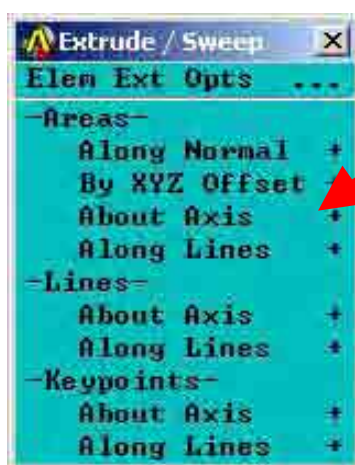 Extrude / Sweep
Elem Ext Opts ...
-Areas-
Along Normal +
By XYZ Offset
About Axis +
Along Lines +
-Lines-
About Axis +
Along Lines +
-Keypoints-
About Axis +
Along Lines +